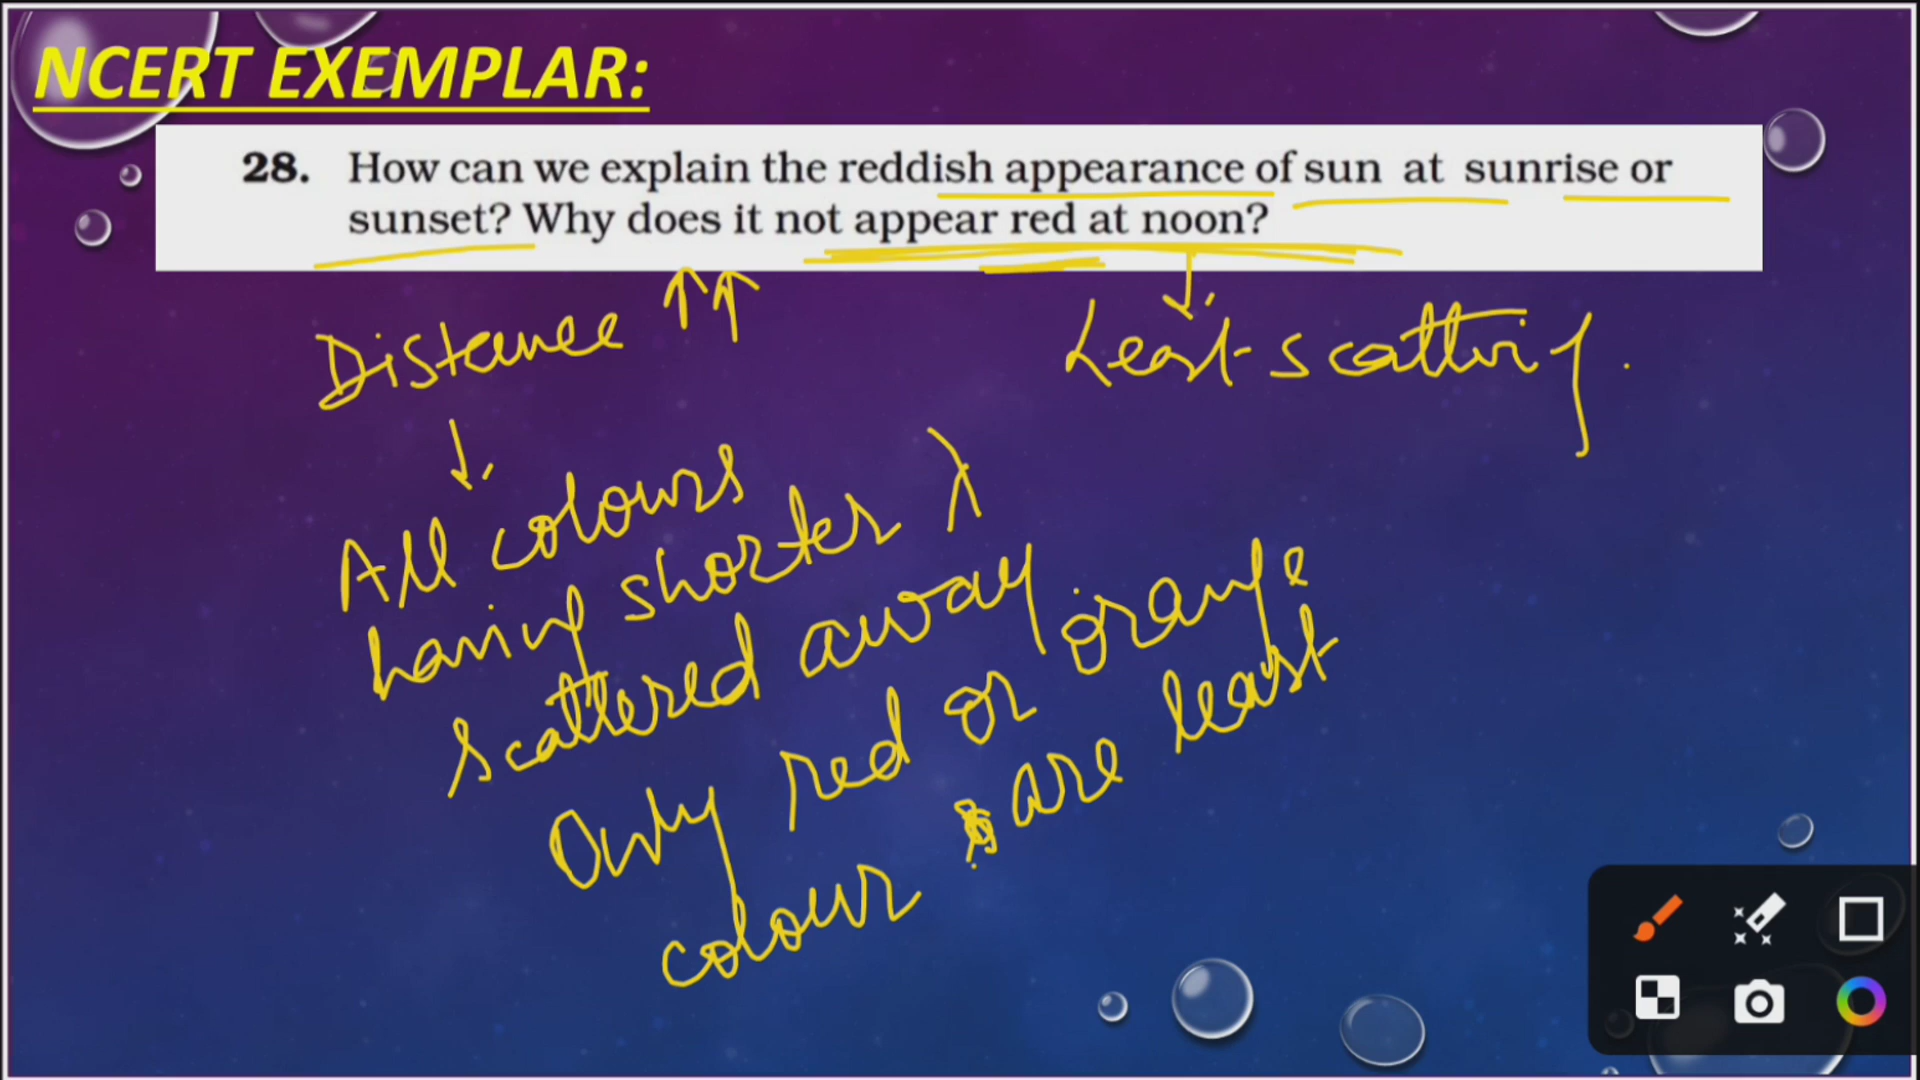 NCERT EXEMPLAR:
28. How can we explain the reddish appearance of sun at sunrise or
sunset? Why does it not appear red at noon?
Distance ↑↑
Least scattering.
↓
All colours
having shorter λ
scattered away
Only red or orange
colour are least